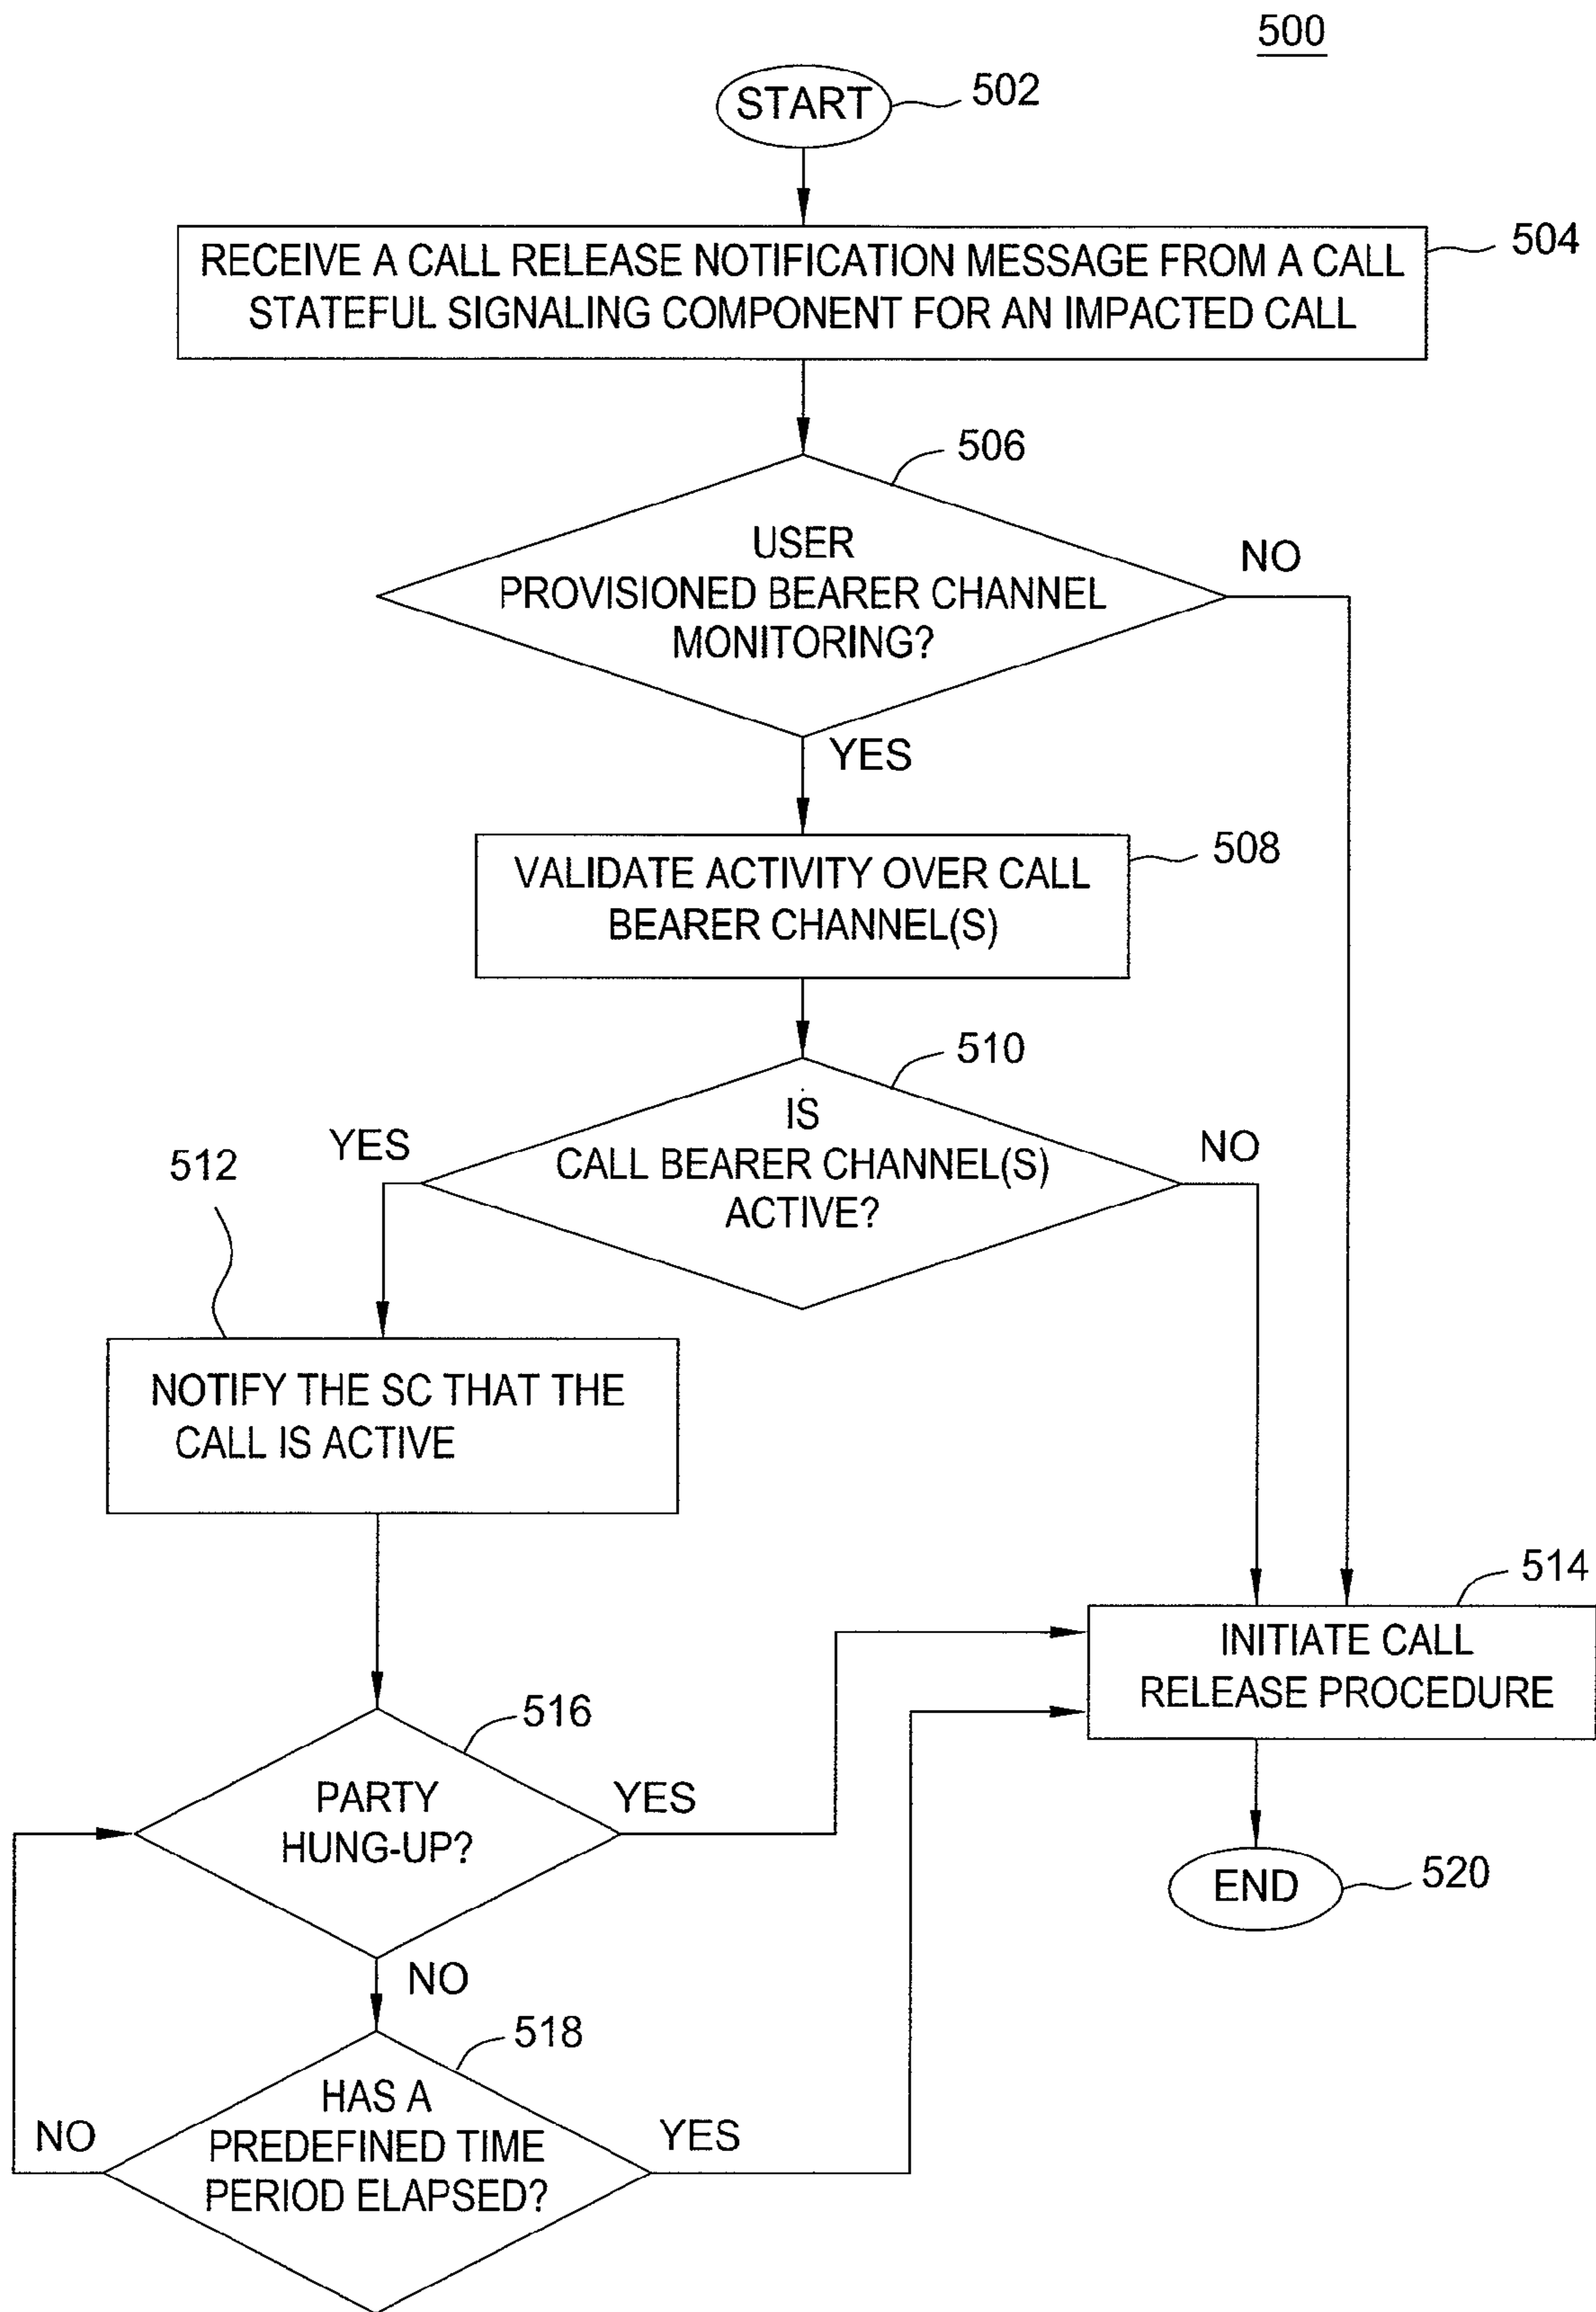 500
START
502
RECEIVE A CALL RELEASE NOTIFICATION MESSAGE FROM A CALL
STATEFUL SIGNALING COMPONENT FOR AN IMPACTED CALL
504
506
USER
PROVISIONED BEARER CHANNEL
MONITORING?
NO
YES
VALIDATE ACTIVITY OVER CALL
BEARER CHANNEL(S)
508
510
IS
CALL BEARER CHANNEL(S)
ACTIVE?
YES
NO
512
NOTIFY THE SC THAT THE
CALL IS ACTIVE
514
INITIATE CALL
RELEASE PROCEDURE
516
PARTY
HUNG-UP?
YES
NO
END
520
518
HAS A
PREDEFINED TIME
PERIOD ELAPSED?
NO
YES